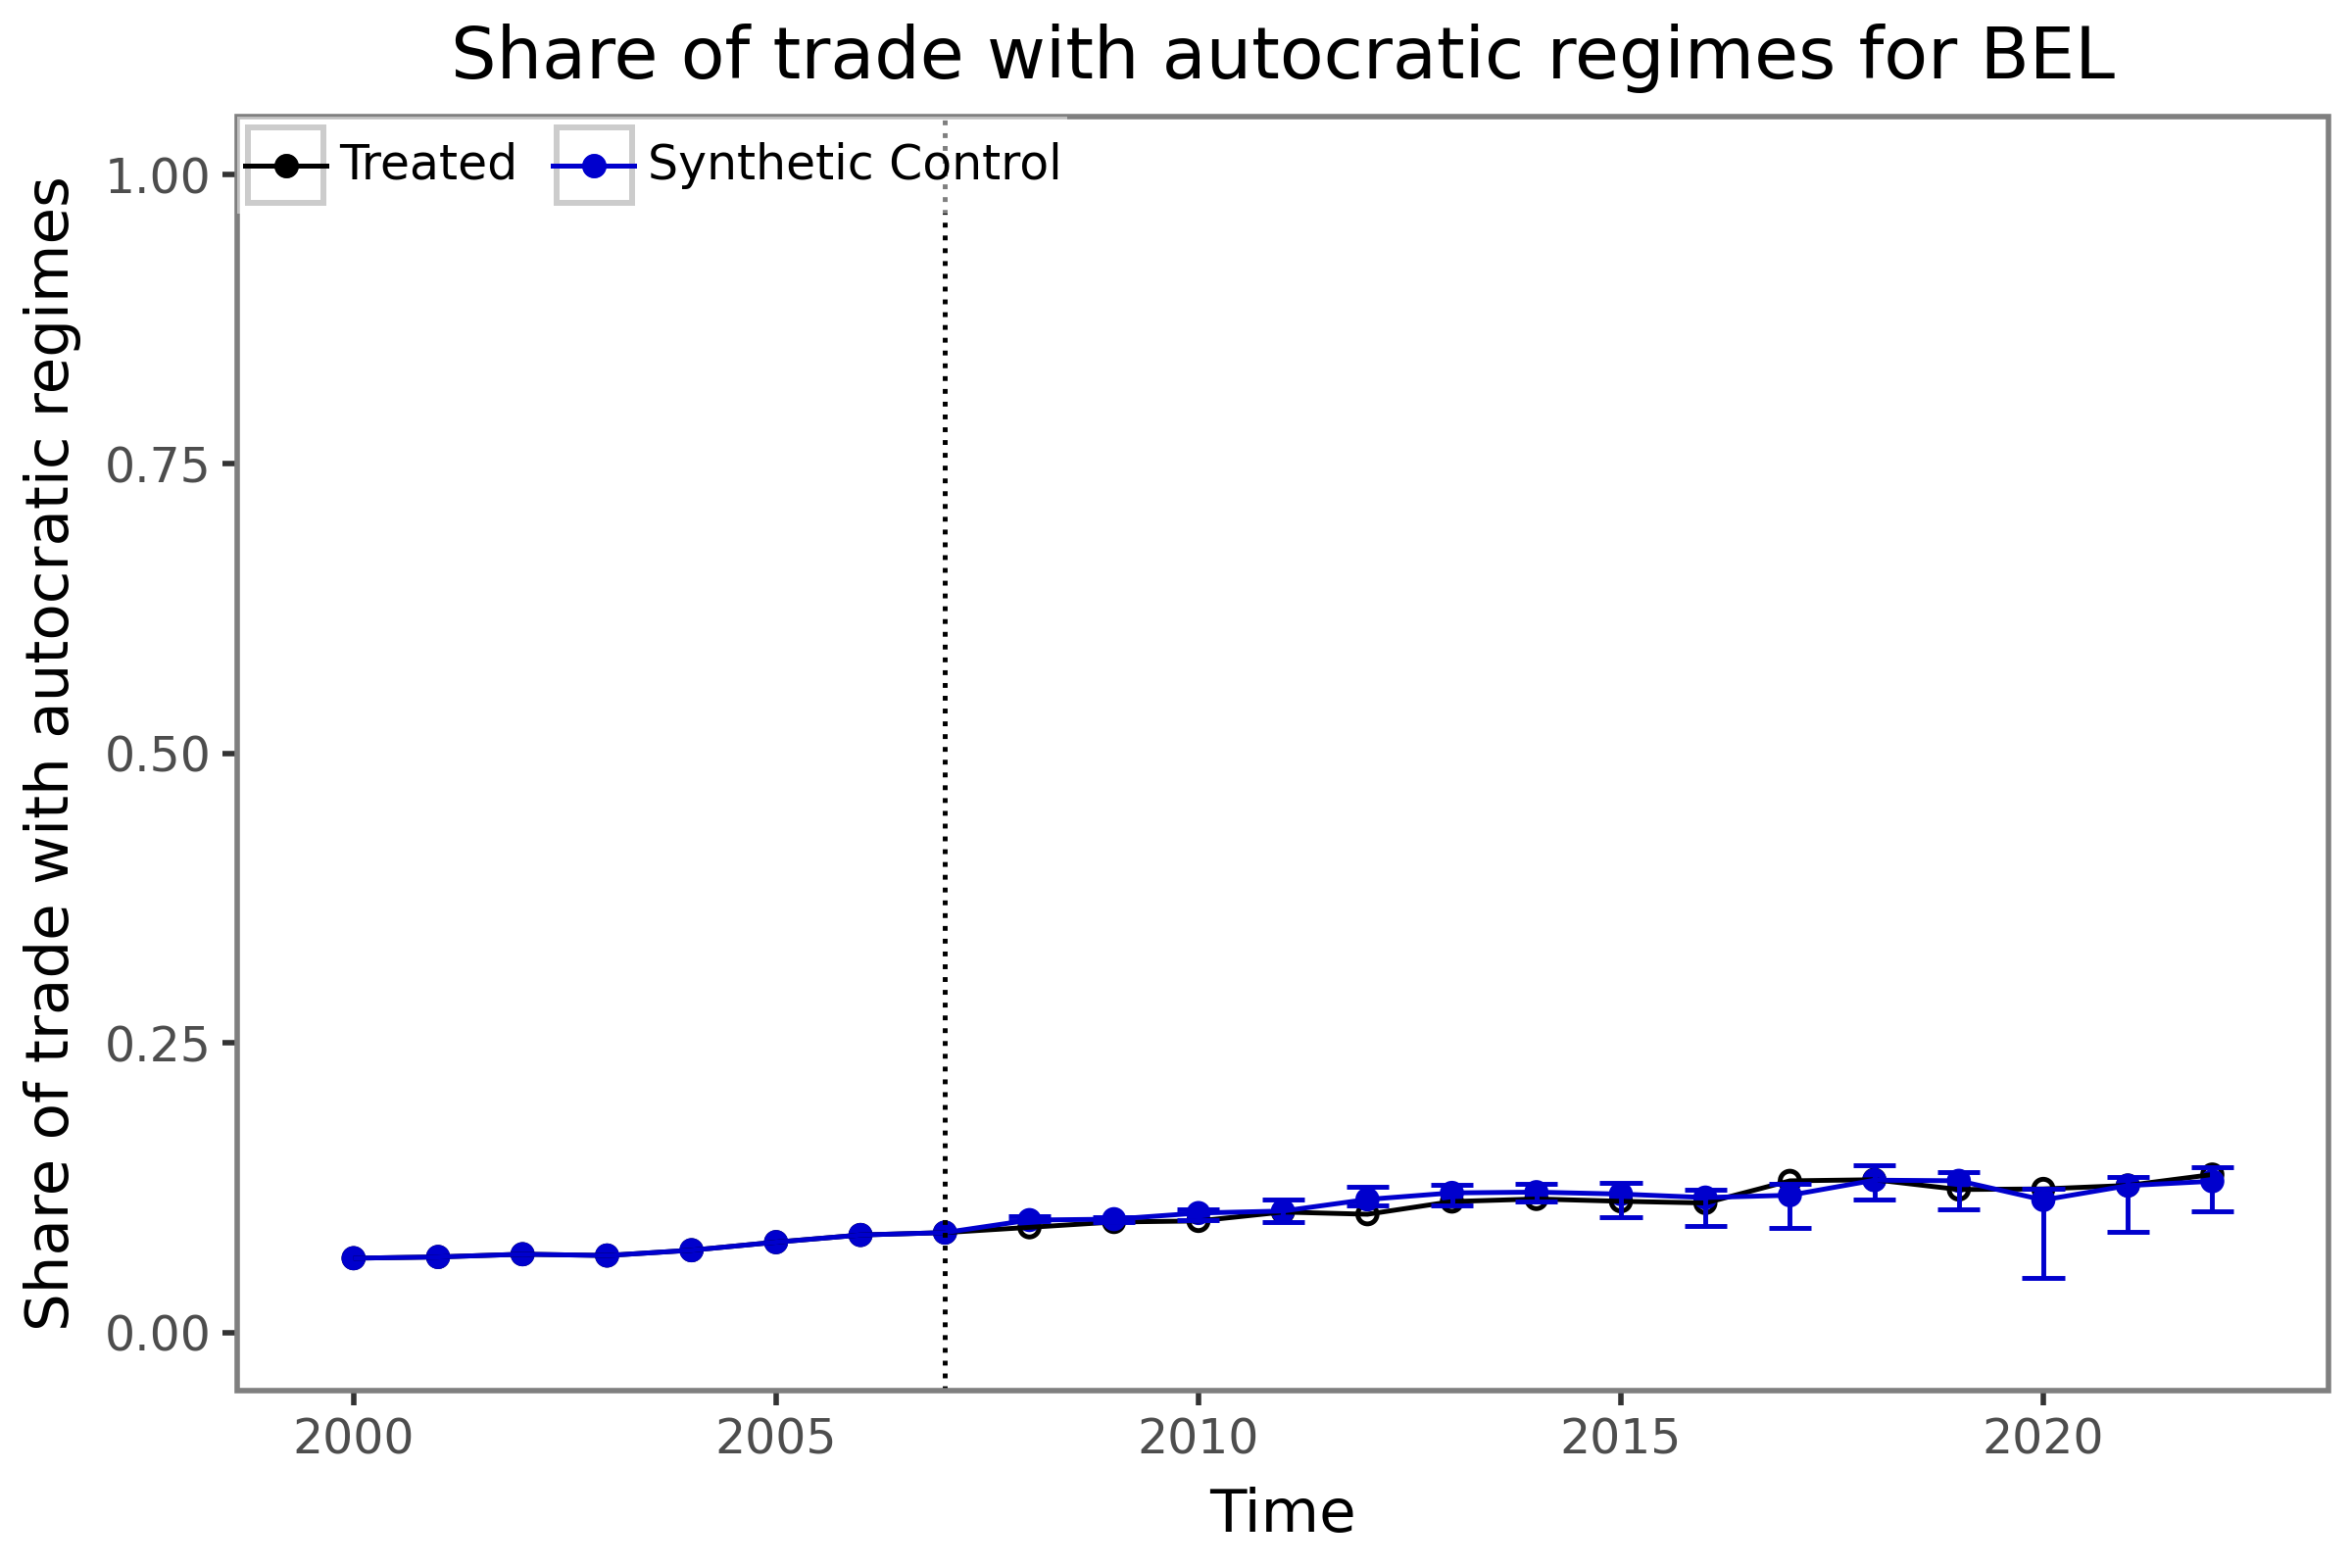 Share of trade with autocratic regimes for BEL
Treated
Synthetic Control
Share of trade with autocratic regimes
1.00
0.75
0.50
0.25
0.00
2000
2005
2010
2015
2020
Time